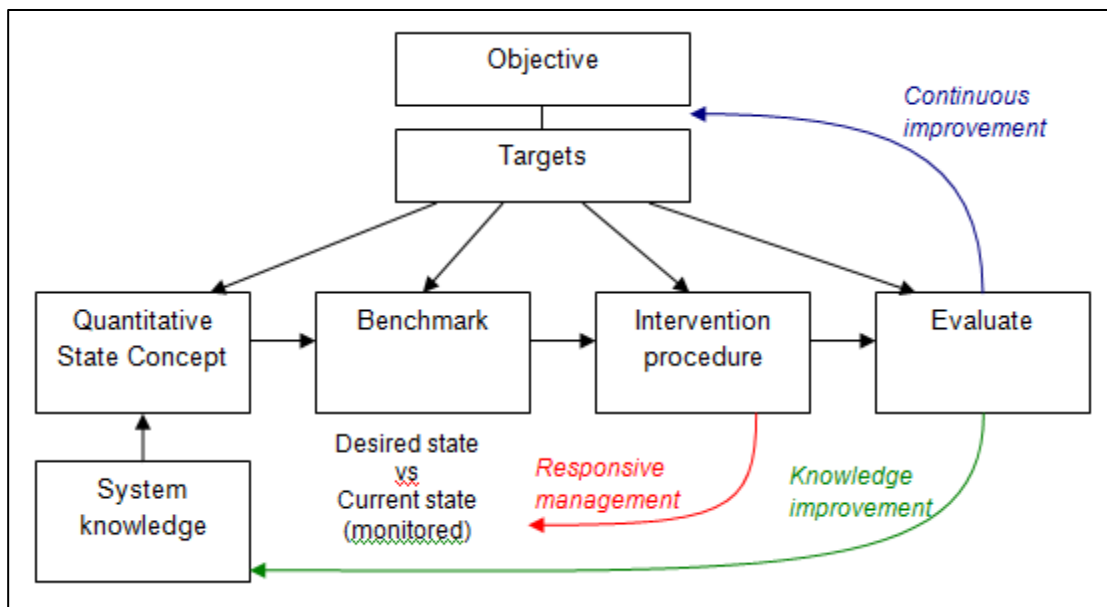 Objective
Continuous
improvement
Targets
Quantitative
State Concept
Benchmark
Intervention
procedure
Evaluate
Desired state
vs
Current state
(monitored)
Responsive
management
Knowledge
improvement
System
knowledge